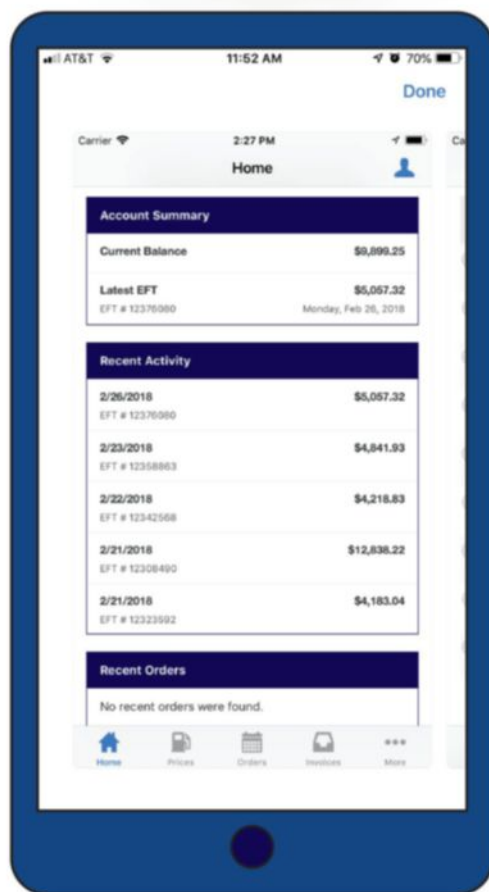 AT&T 11:52 AM 70%
Done
Carrier 2:27 PM Ca
Home
Account Summary
Current Balance $9,899.25
Latest EFT $5,057.32
EFT # 12376980 Monday, Feb 26, 2018
Recent Activity
2/26/2018 $5,057.32
EFT # 12376980
2/23/2018 $4,841.93
EFT # 12358863
2/22/2018 $4,218.83
EFT # 12342568
2/21/2018 $12,838.22
EFT # 12308490
2/21/2018 $4,183.04
EFT # 12323592
Recent Orders
No recent orders were found.
Home Prices Orders Invoices More